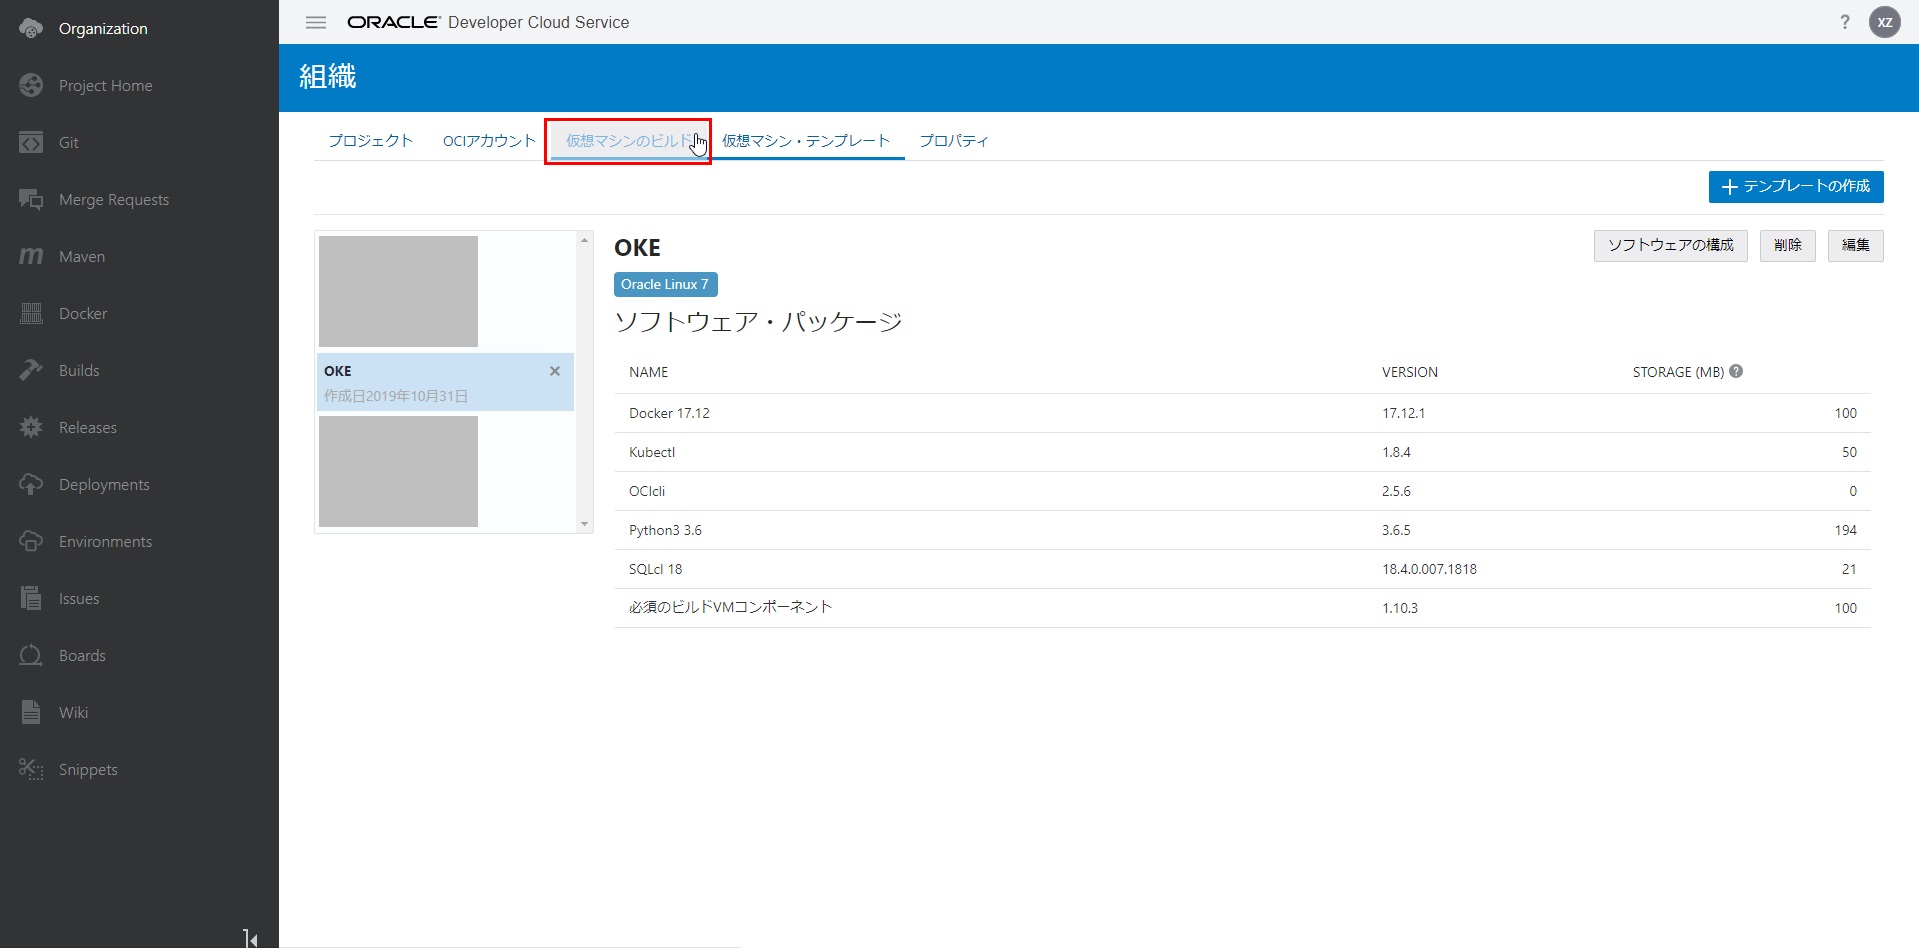 Organization
Project Home
Git
Merge Requests
Maven
Docker
Builds
Releases
Deployments
Environments
Issues
Boards
Wiki
Snippets
ORACLE Developer Cloud Service
? XZ
組織
プロジェクト OCIアカウント 仮想マシンのビルド 仮想マシン・テンプレート プロパティ
+ テンプレートの作成
OKE
作成日2019年10月31日
OKE
ソフトウェアの構成 削除 編集
Oracle Linux 7
ソフトウェア・パッケージ
NAME VERSION STORAGE (MB) ?
Docker 17.12 17.12.1 100
Kubectl 1.8.4 50
OCIcli 2.5.6 0
Python3 3.6 3.6.5 194
SQLcl 18 18.4.0.007.1818 21
必須のビルドVMコンポーネント 1.10.3 100